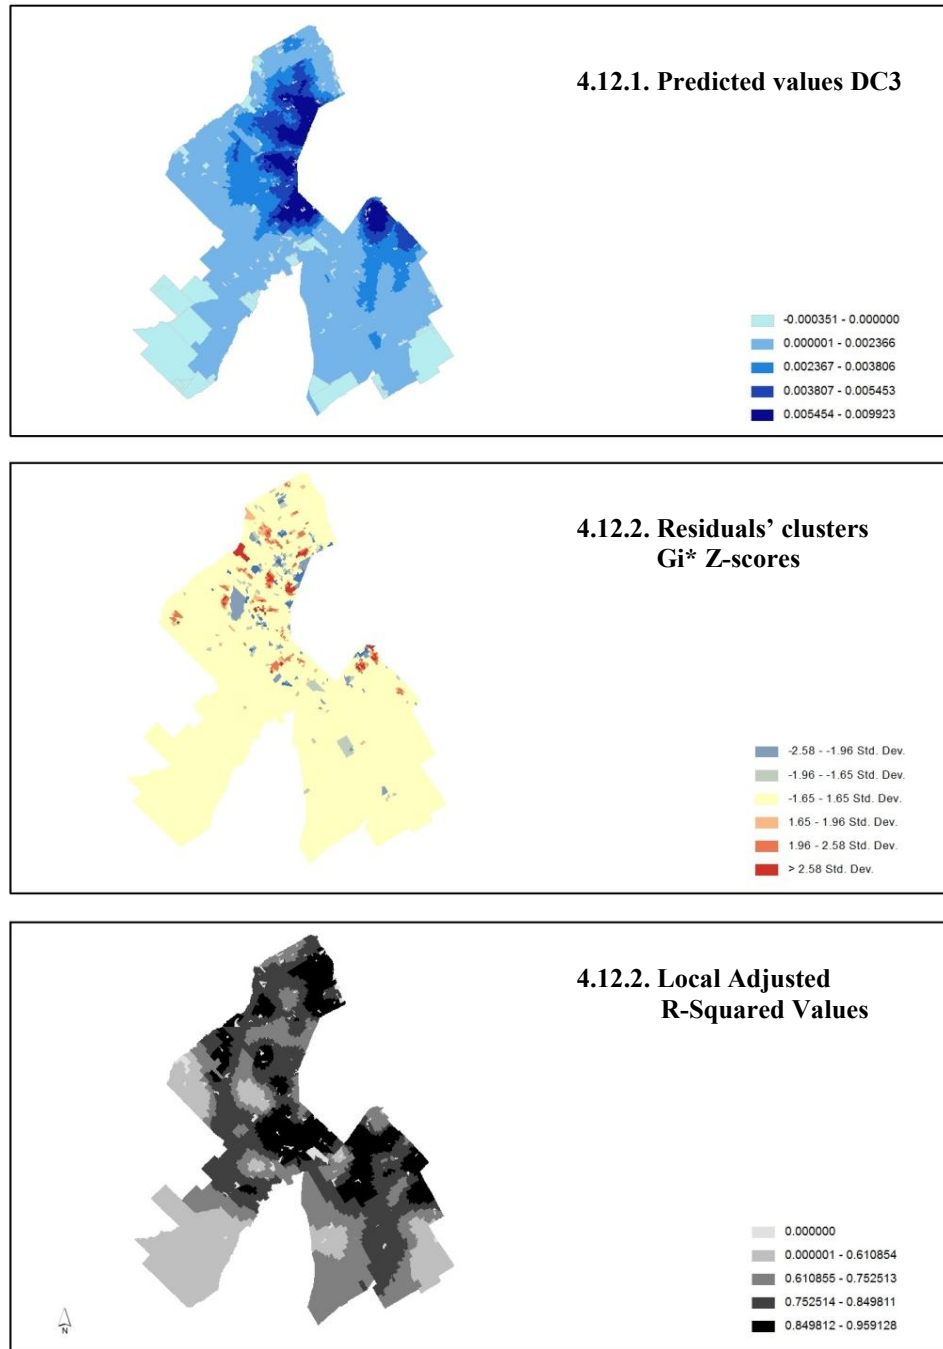 4.12.1. Predicted values DC3
-0.000351 - 0.000000
0.000001 - 0.002366
0.002367 - 0.003806
0.003807 - 0.005453
0.005454 - 0.009923
4.12.2. Residuals’ clusters
Gi* Z-scores
-2.58 - -1.96 Std. Dev.
-1.96 - -1.65 Std. Dev.
-1.65 - 1.65 Std. Dev.
1.65 - 1.96 Std. Dev.
1.96 - 2.58 Std. Dev.
> 2.58 Std. Dev.
4.12.2. Local Adjusted
R-Squared Values
0.000000
0.000001 - 0.610854
0.610855 - 0.752513
0.752514 - 0.849811
0.849812 - 0.959128
N